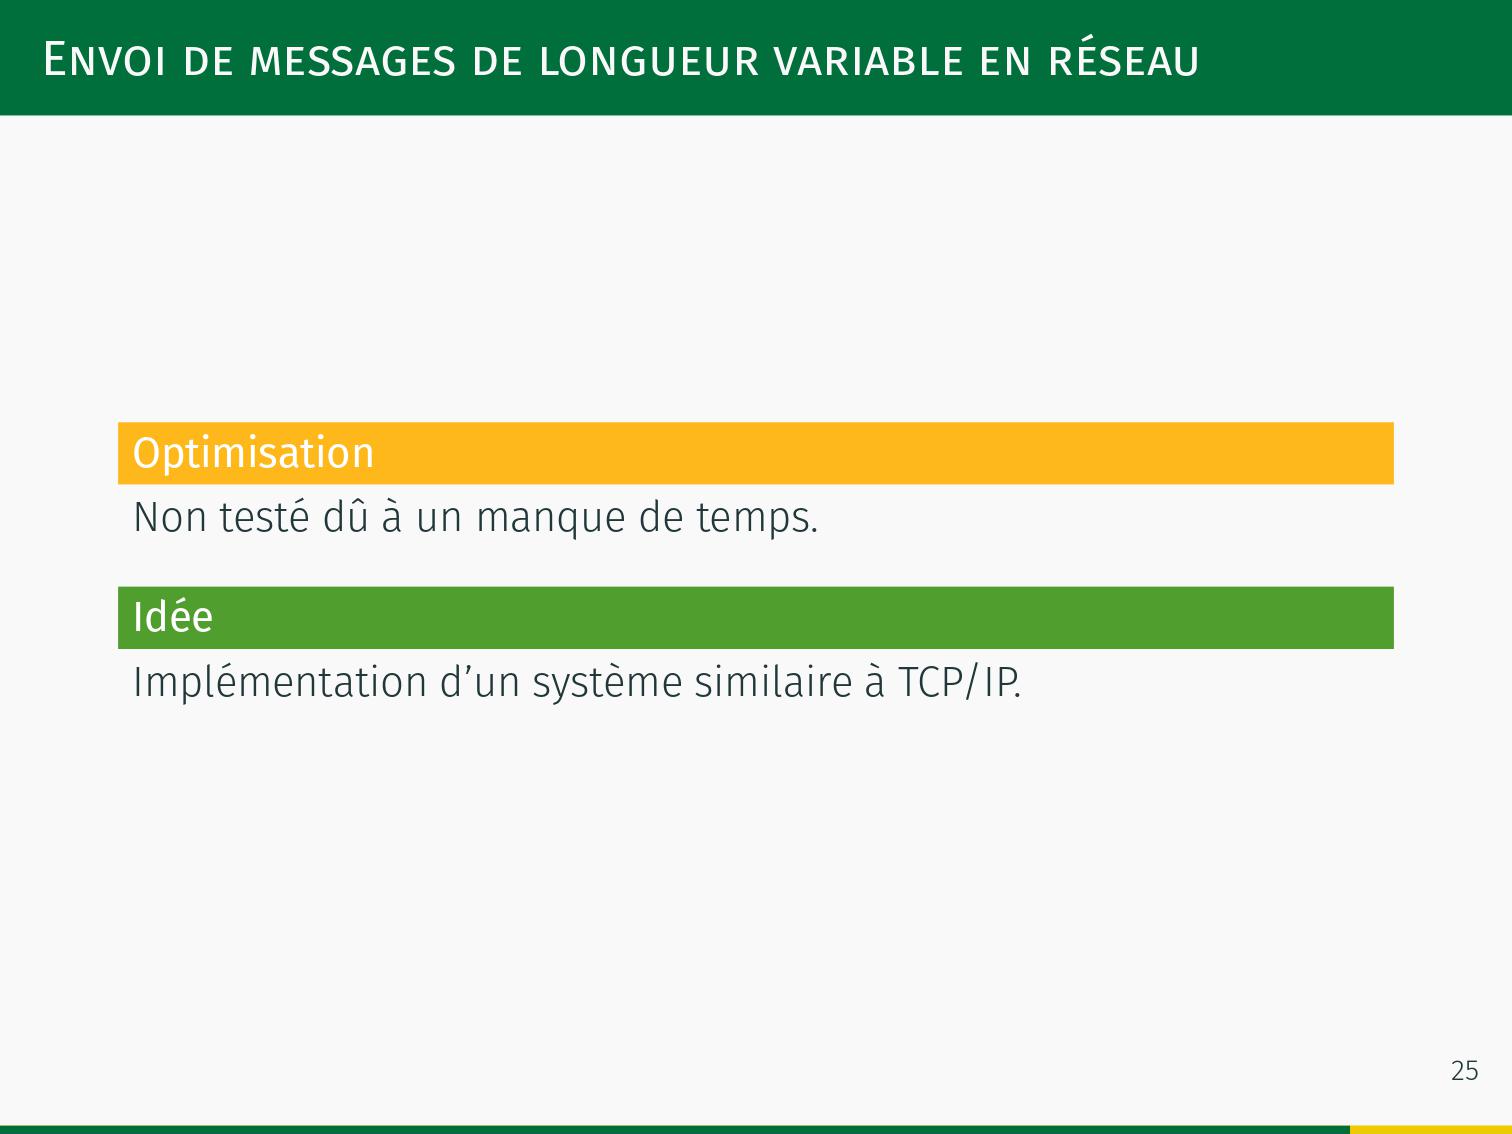 Envoi de messages de longueur variable en réseau
Optimisation
Non testé dû à un manque de temps.
Idée
Implémentation d’un système similaire à TCP/IP.
25